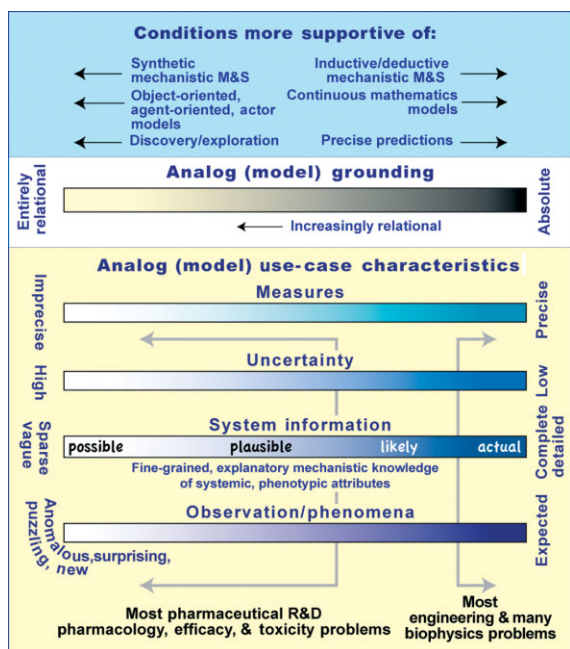 Conditions more supportive of:
Synthetic
mechanistic M&S
Inductive/deductive
mechanistic M&S
Object-oriented,
agent-oriented, actor
models
Continuous mathematics
models
Discovery/exploration
Precise predictions
Analog (model) grounding
Entirely
relational
Absolute
Increasingly relational
Analog (model) use-case characteristics
Measures
Imprecise
Precise
Uncertainty
High
Low
System information
Sparse
vague
possible
plausible
likely
actual
Complete
detailed
Fine-grained, explanatory mechanistic knowledge
of systemic, phenotypic attributes
Observation/phenomena
Anomalous, surprising,
puzzling, new
Expected
Most pharmaceutical R&D
pharmacology, efficacy, & toxicity problems
Most
engineering & many
biophysics problems